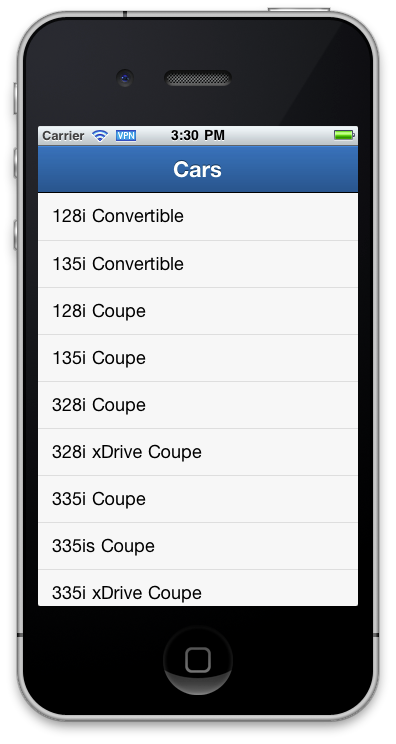 Carrier VPN 3:30 PM
Cars
128i Convertible
135i Convertible
128i Coupe
135i Coupe
328i Coupe
328i xDrive Coupe
335i Coupe
335is Coupe
335i xDrive Coupe